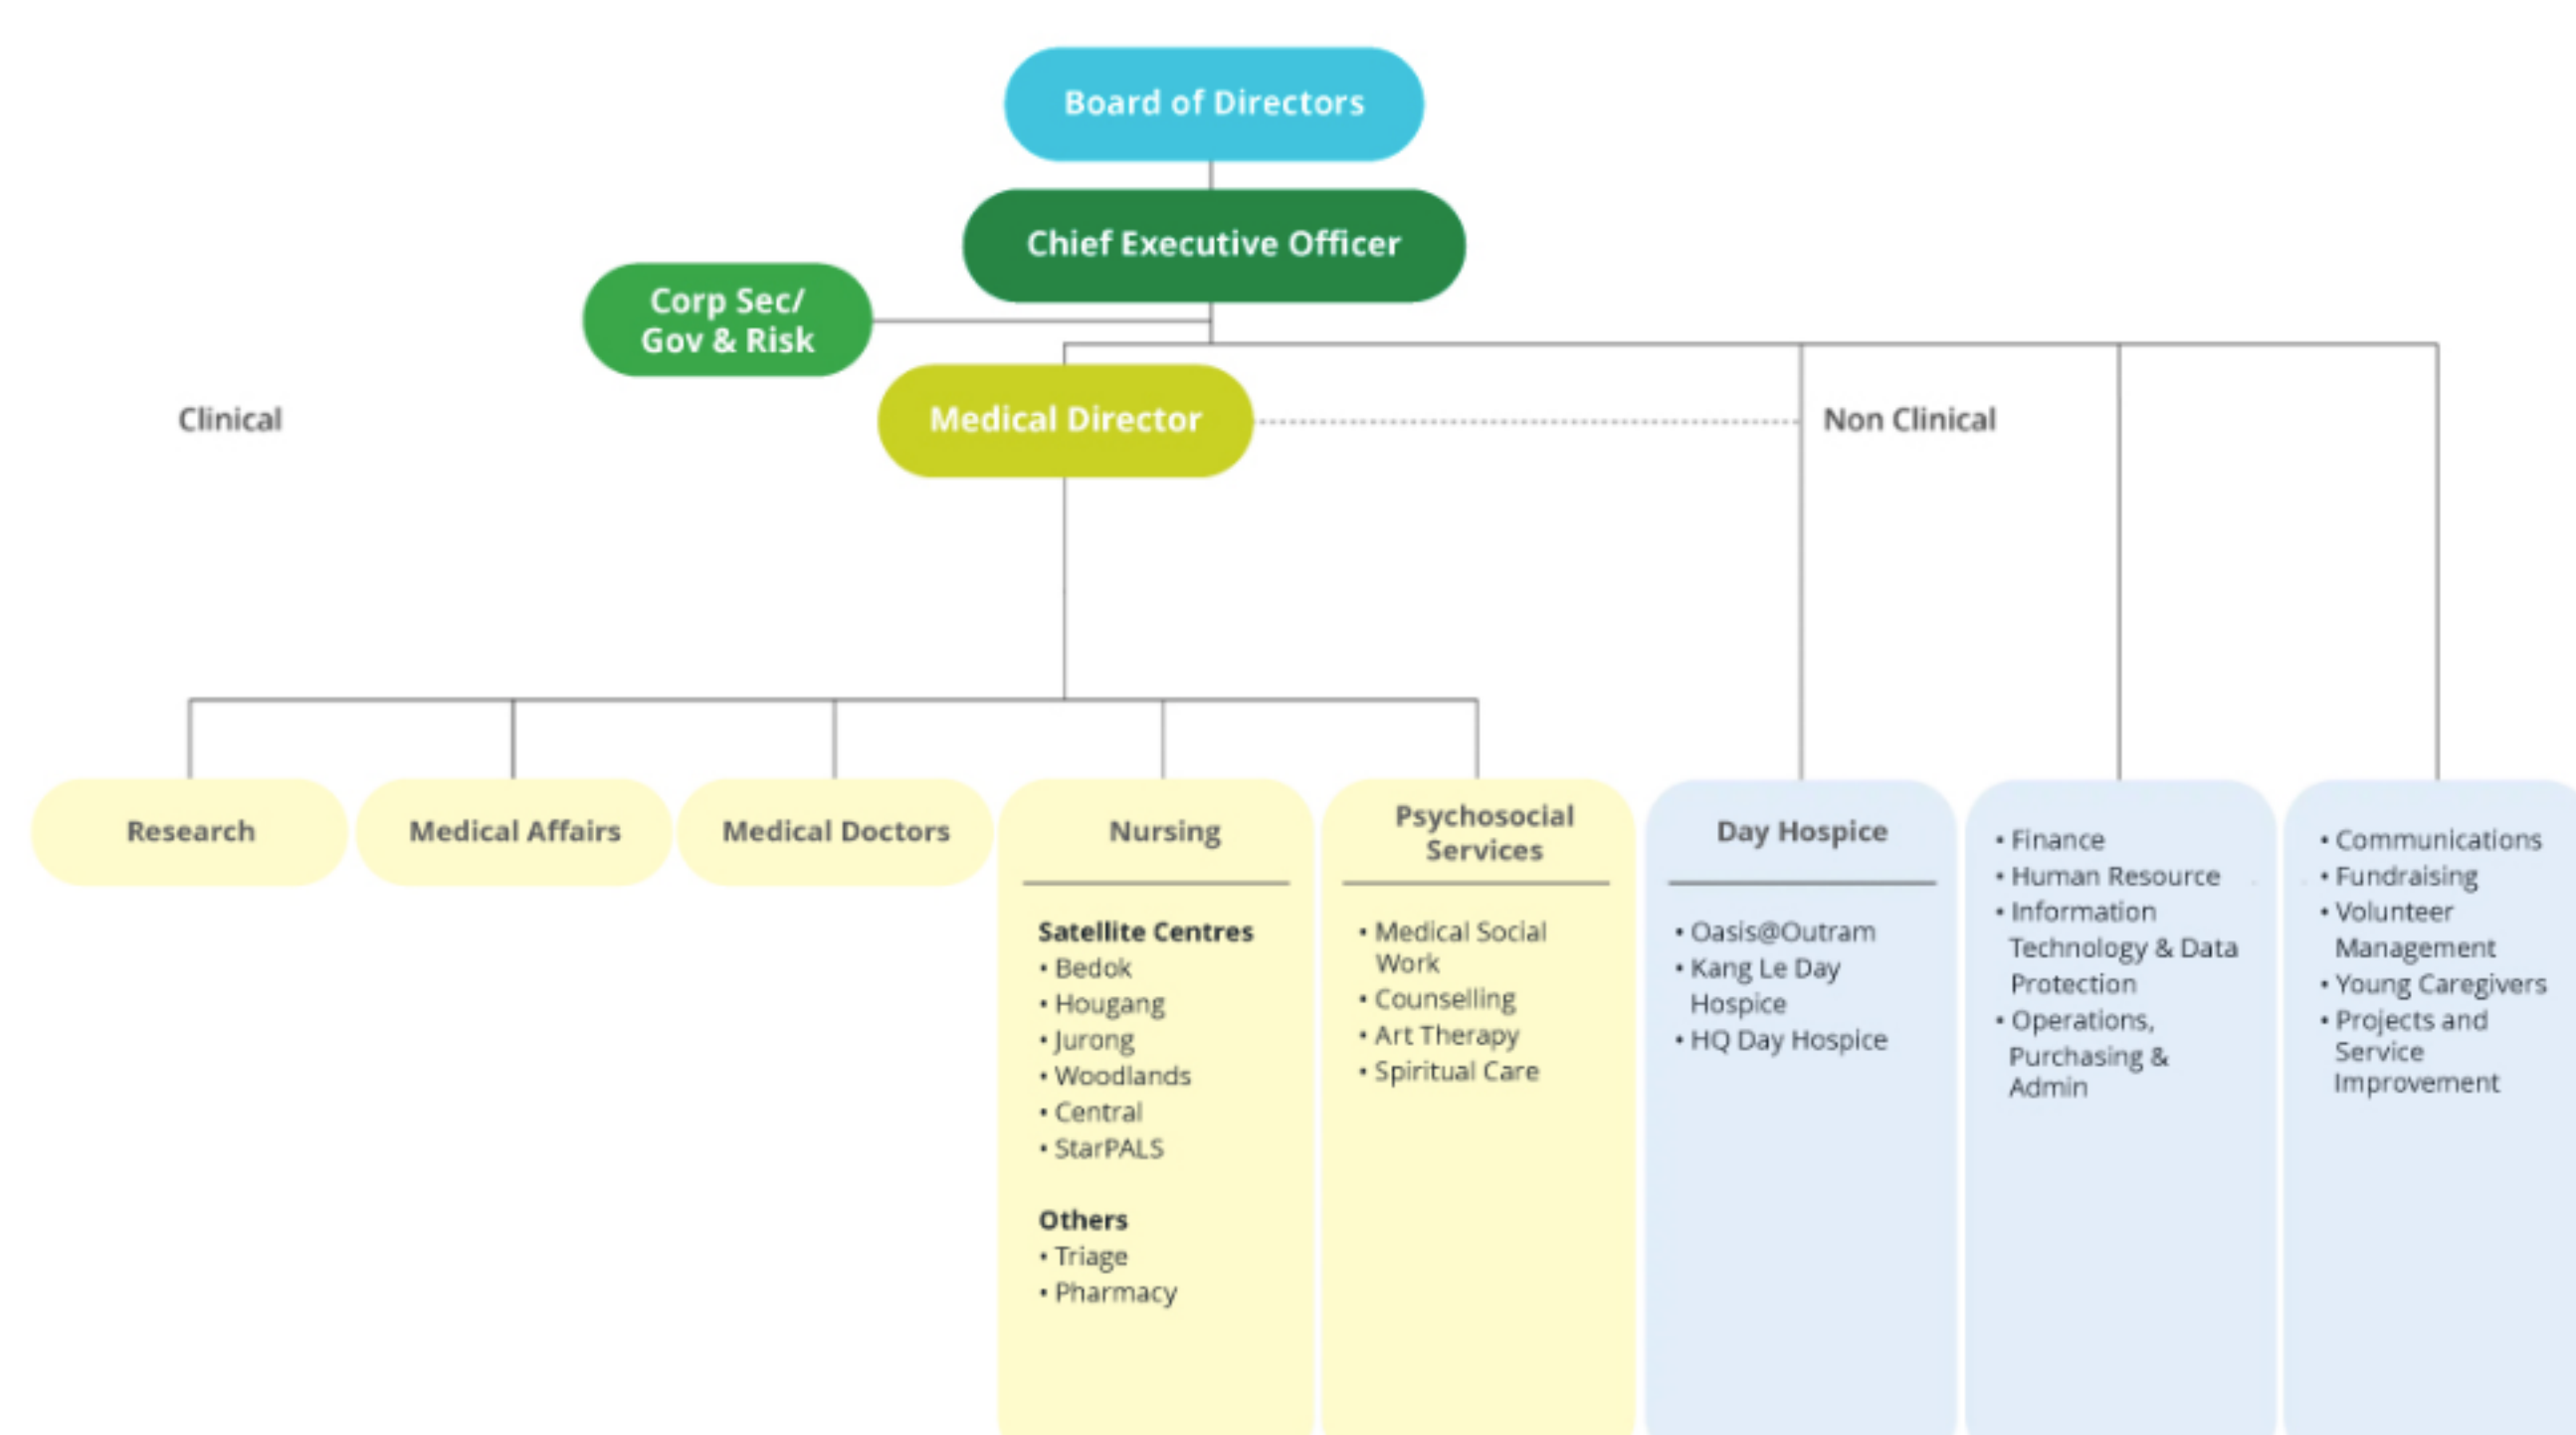 Board of Directors
Chief Executive Officer
Corp Sec/
Gov & Risk
Clinical
Medical Director
Non Clinical
Research
Medical Affairs
Medical Doctors
Nursing
Satellite Centres
• Bedok
• Hougang
• Jurong
• Woodlands
• Central
• StarPALS
Others
• Triage
• Pharmacy
Psychosocial
Services
• Medical Social
Work
• Counselling
• Art Therapy
• Spiritual Care
Day Hospice
• Oasis@Outram
• Kang Le Day
Hospice
• HQ Day Hospice
• Finance
• Human Resource
• Information
Technology & Data
Protection
• Operations,
Purchasing &
Admin
• Communications
• Fundraising
• Volunteer
Management
• Young Caregivers
• Projects and
Service
Improvement